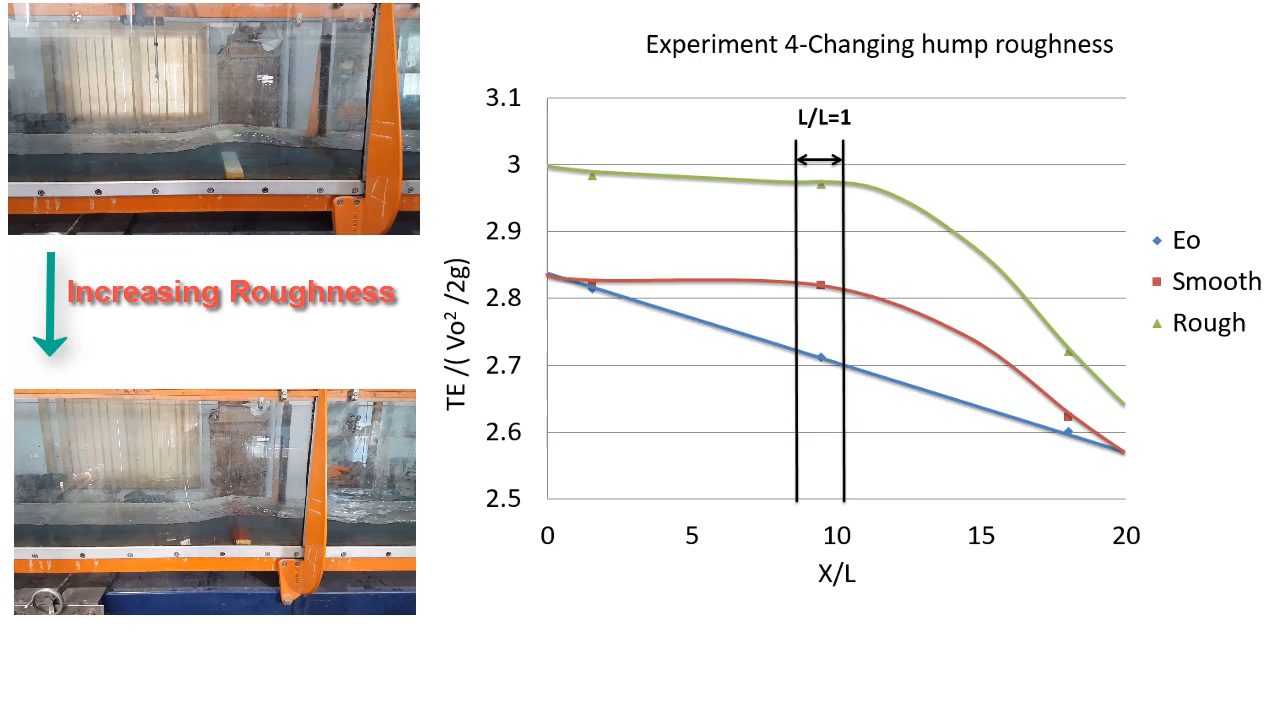 Experiment 4-Changing hump roughness
L/L=1
3.1
3
2.9
2.8
2.7
2.6
2.5
TE /( Vo² /2g)
0 5 10 15 20
X/L
Eo
Smooth
Rough
Increasing Roughness